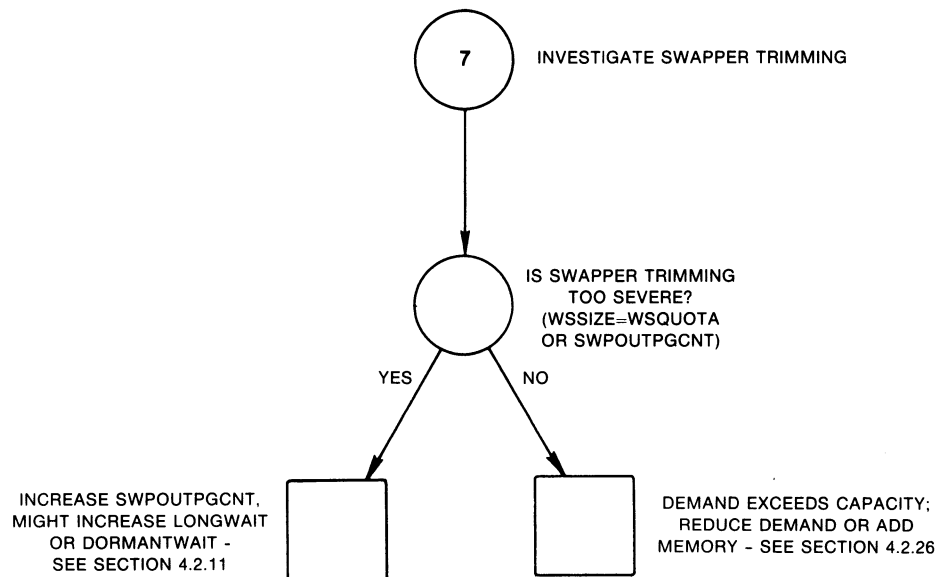 7
INVESTIGATE SWAPPER TRIMMING
IS SWAPPER TRIMMING
TOO SEVERE?
(WSSIZE=WSQUOTA
OR SWPOUTPGCNT)
YES
NO
INCREASE SWPOUTPGCNT,
MIGHT INCREASE LONGWAIT
OR DORMANTWAIT -
SEE SECTION 4.2.11
DEMAND EXCEEDS CAPACITY;
REDUCE DEMAND OR ADD
MEMORY - SEE SECTION 4.2.26